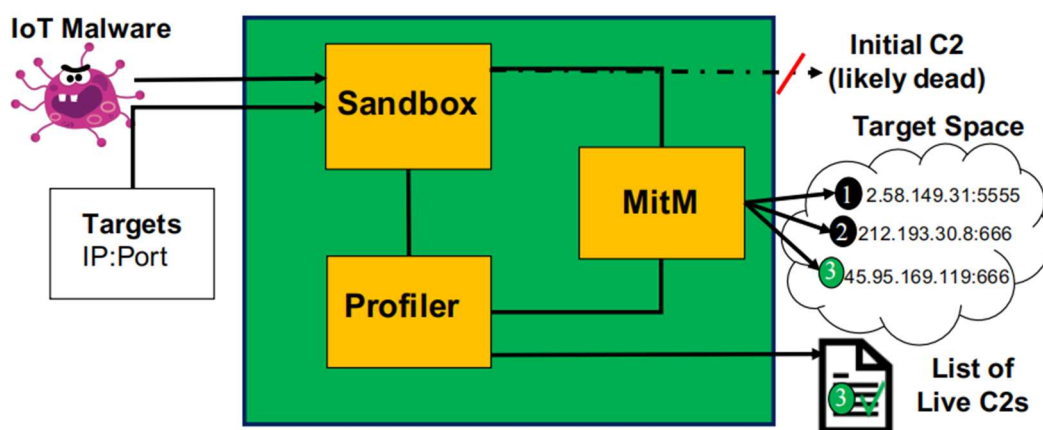 IoT Malware
Targets
IP:Port
Sandbox
Profiler
MitM
Initial C2
(likely dead)
Target Space
1 2.58.149.31:5555
2 212.193.30.8:666
3 45.95.169.119:666
3
List of
Live C2s